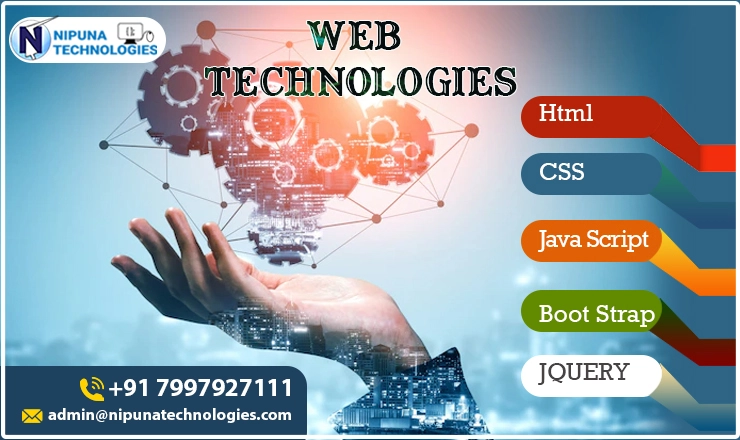 NIPUNA
TECHNOLOGIES
WEB
TECHNOLOGIES
Html
CSS
Java Script
Boot Strap
JQUERY
+91 7997927111
admin@nipunatechnologies.com